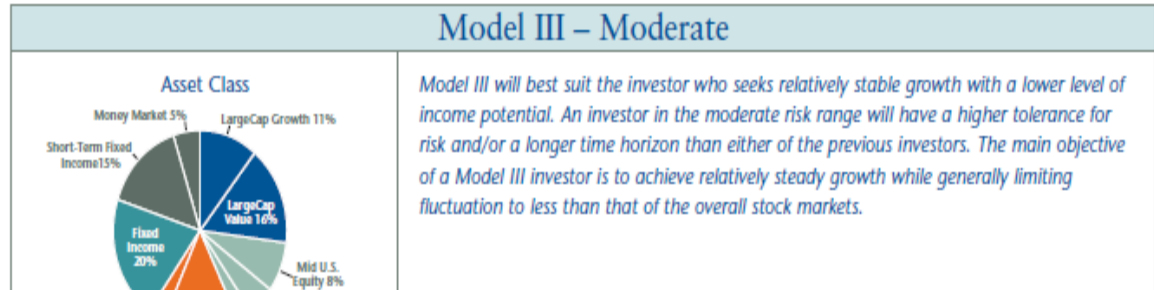 Model III – Moderate
Asset Class
Money Market 5%
LargeCap Growth 11%
Short-Term Fixed
Income15%
LargeCap
Value 16%
Fixed
Income
20%
Mid U.S.
Equity 8%
Model III will best suit the investor who seeks relatively stable growth with a lower level of
income potential. An investor in the moderate risk range will have a higher tolerance for
risk and/or a longer time horizon than either of the previous investors. The main objective
of a Model III investor is to achieve relatively steady growth while generally limiting
fluctuation to less than that of the overall stock markets.